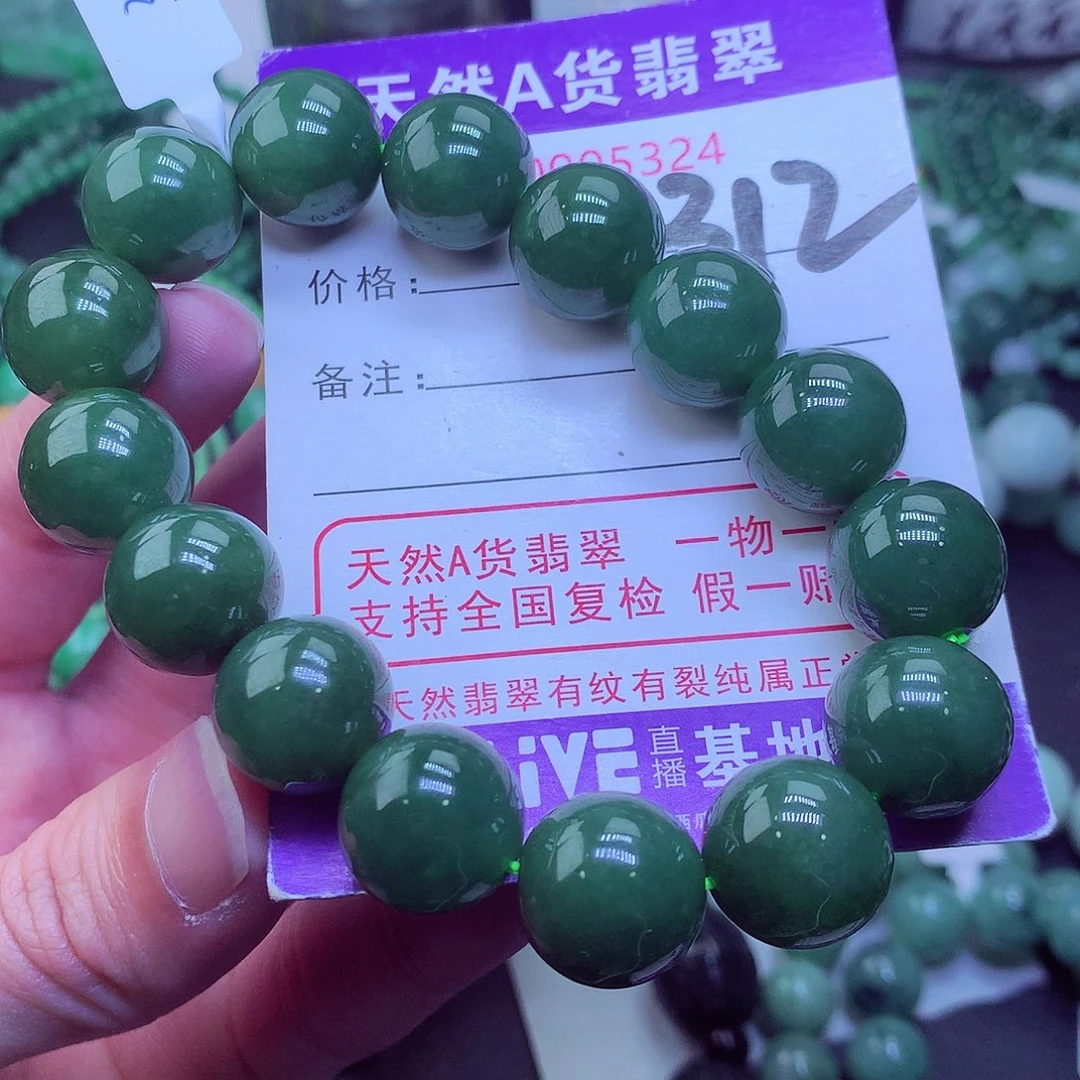 天然A货翡翠
0005324
312
价格:
备注:
天然A货翡翠 一物一
支持全国复检 假一赔
天然翡翠有纹有裂纯属正常
iVE 直播 基地